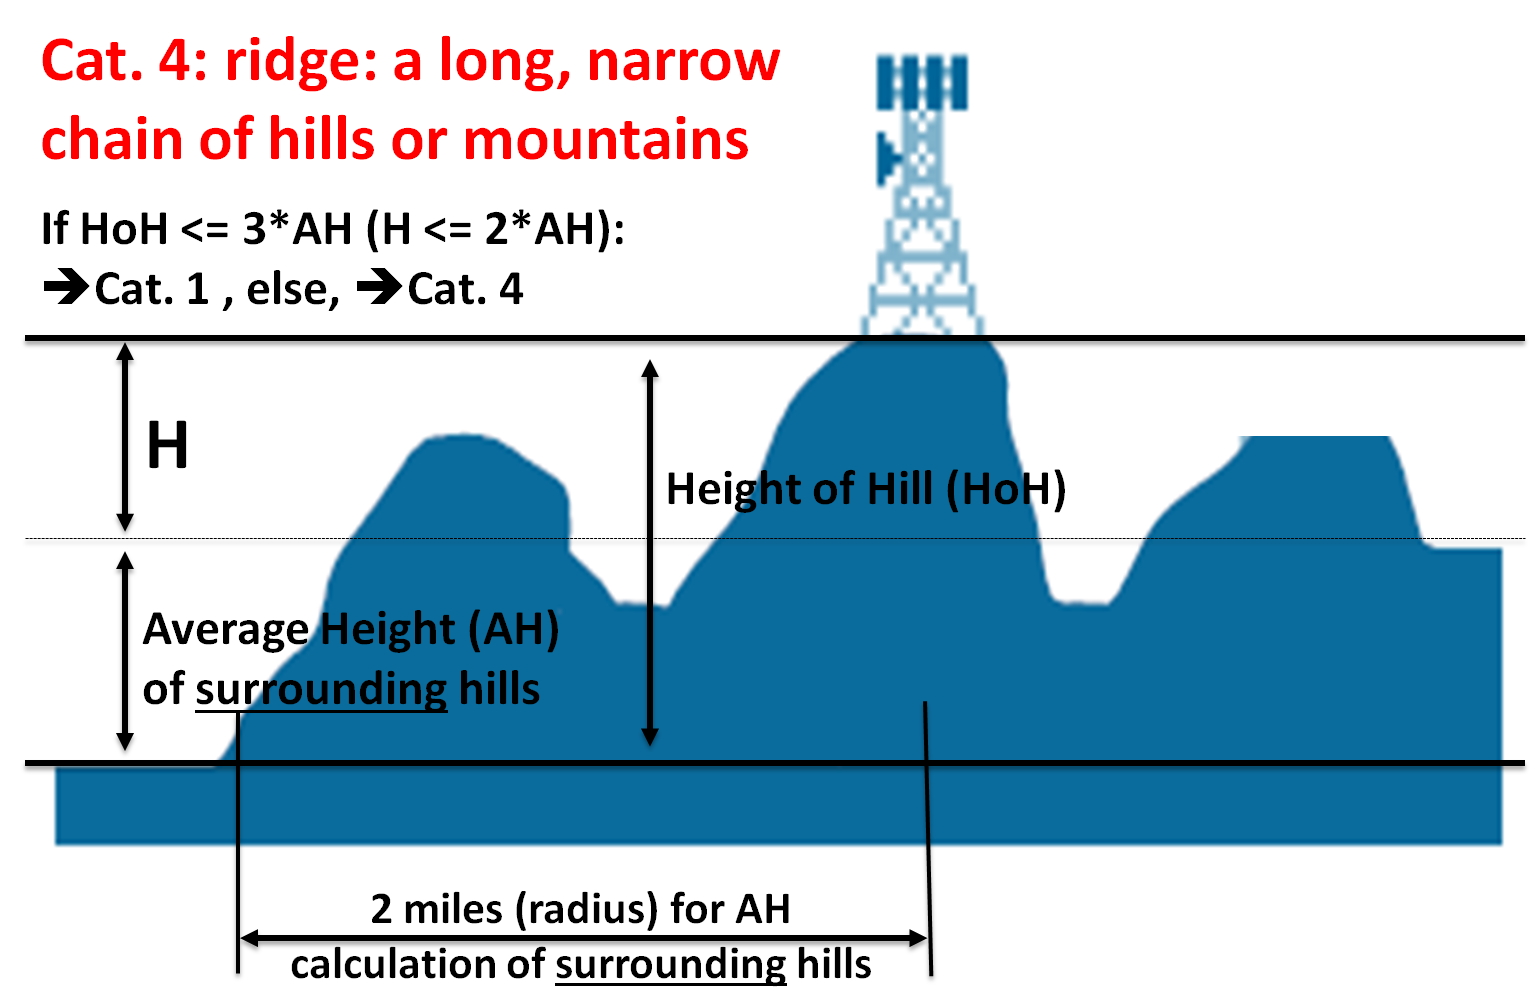 Cat. 4: ridge: a long, narrow
chain of hills or mountains
If HoH <= 3*AH (H <= 2*AH):
➔Cat. 1 , else, ➔Cat. 4
H
Height of Hill (HoH)
Average Height (AH)
of surrounding hills
2 miles (radius) for AH
calculation of surrounding hills